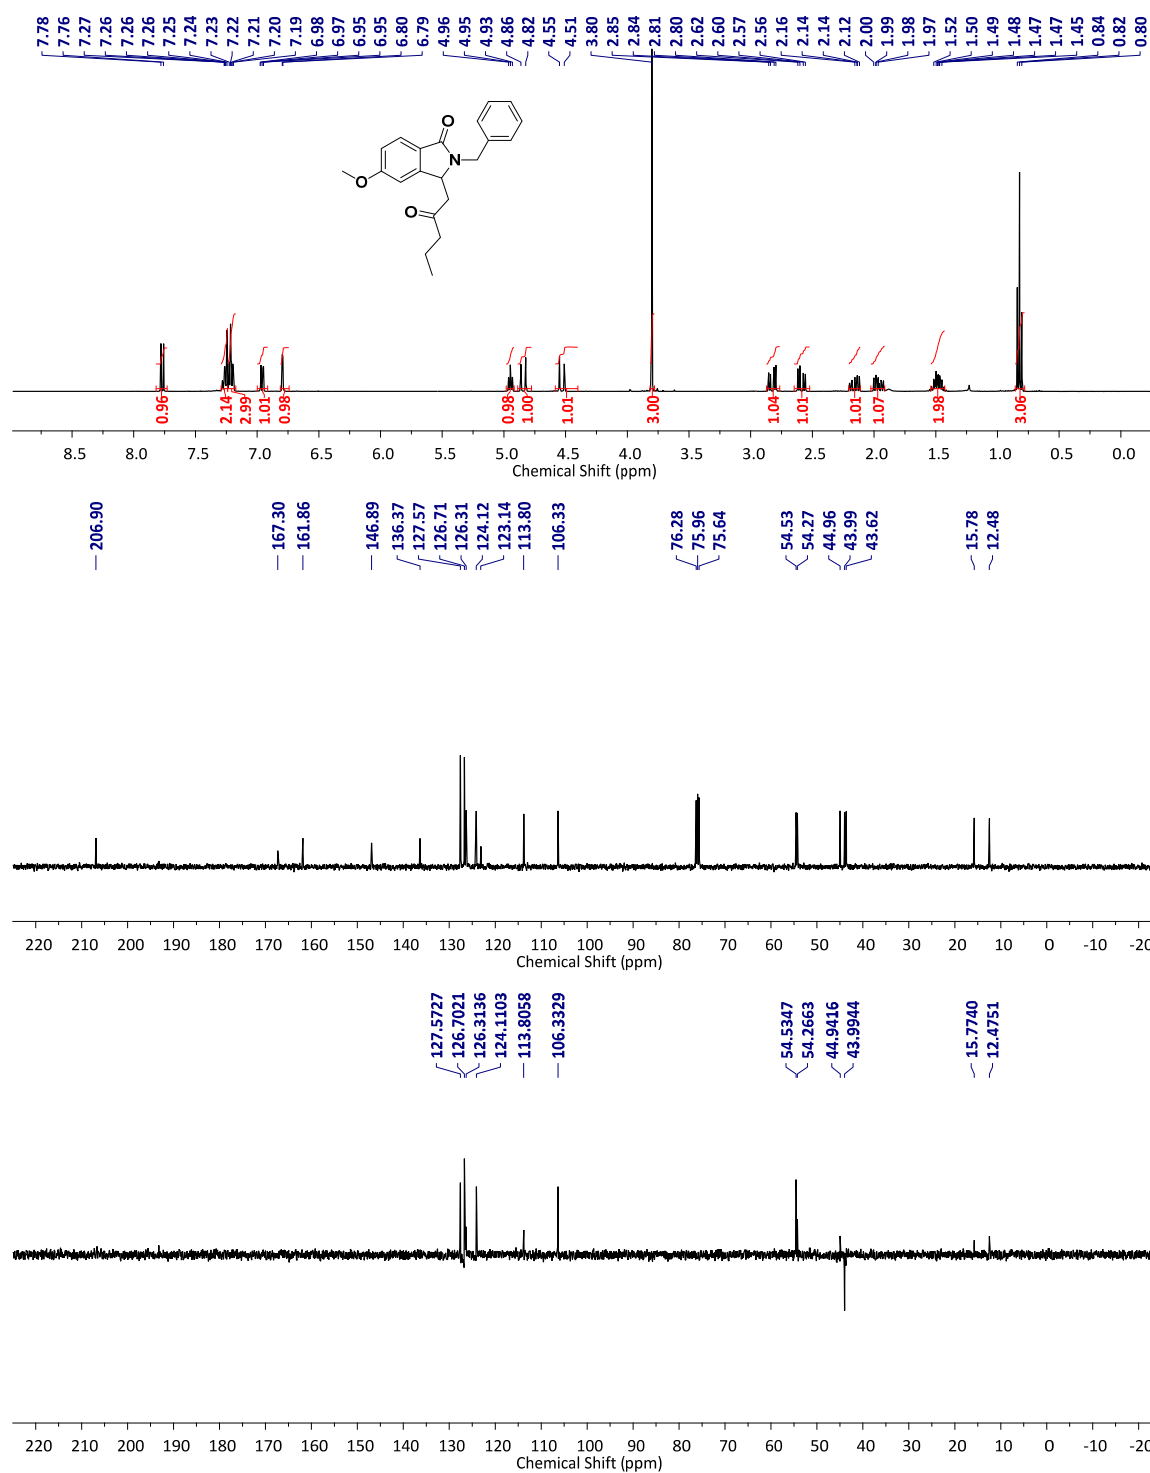 7.78 7.76 7.27 7.26 7.26 7.26 7.25 7.24 7.23 7.22 7.21 7.20 7.19 6.98 6.97 6.95 6.95 6.80 6.79 4.96 4.95 4.93 4.86 4.82 4.55 4.51 3.80 2.85 2.84 2.81 2.80 2.62 2.60 2.57 2.56 2.16 2.14 2.14 2.12 2.00 1.99 1.98 1.97 1.52 1.50 1.49 1.48 1.47 1.47 1.45 0.84 0.82 0.80
O
N
O
O
0.96 2.14 2.99 1.01 0.98 0.98 1.00 1.01 3.00 1.04 1.01 1.01 1.07 1.98 3.06
8.5 8.0 7.5 7.0 6.5 6.0 5.5 5.0 4.5 4.0 3.5 3.0 2.5 2.0 1.5 1.0 0.5 0.0
Chemical Shift (ppm)
206.90 167.30 161.86 146.89 136.37 127.57 126.71 126.31 124.12 123.14 113.80 106.33 76.28 75.96 75.64 54.53 54.27 44.96 43.99 43.62 15.78 12.48
220 210 200 190 180 170 160 150 140 130 120 110 100 90 80 70 60 50 40 30 20 10 0 -10 -20
Chemical Shift (ppm)
127.5727 126.7021 126.3136 124.1103 113.8058 106.3329 54.5347 54.2663 44.9416 43.9944 15.7740 12.4751
220 210 200 190 180 170 160 150 140 130 120 110 100 90 80 70 60 50 40 30 20 10 0 -10 -20
Chemical Shift (ppm)